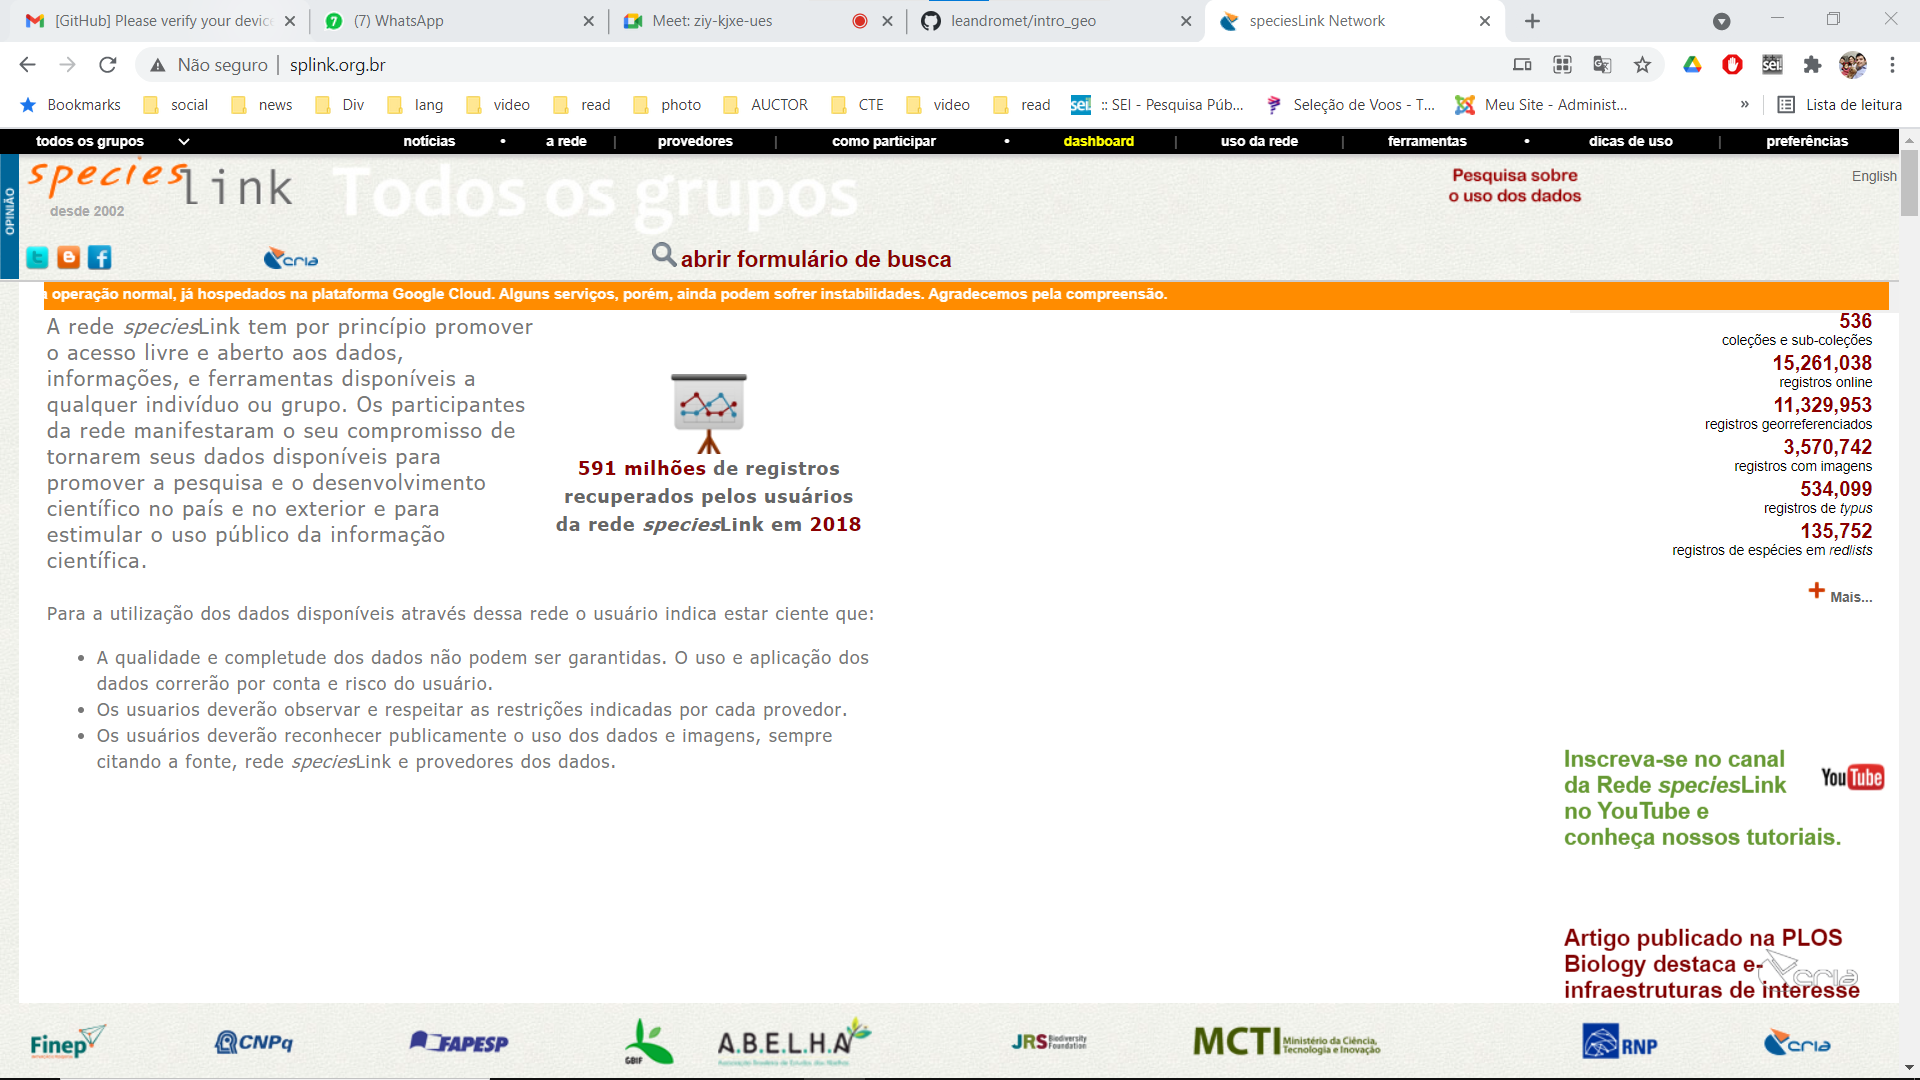 [GitHub] Please verify your device
(7) WhatsApp
Meet: ziy-kjxe-ues
leandromet/intro_geo
speciesLink Network
Não seguro | splink.org.br
Bookmarks social news Div lang video read photo AUCTOR CTE video read :: SEI - Pesquisa Púb... Seleção de Voos - T... Meu Site - Administ... » Lista de leitura
todos os grupos notícias • a rede | provedores | como participar • dashboard | uso da rede | ferramentas • dicas de uso | preferências
OPINIÃO
species link
desde 2002
Todos os grupos
Pesquisa sobre
o uso dos dados
English
cria
abrir formulário de busca
operação normal, já hospedados na plataforma Google Cloud. Alguns serviços, porém, ainda podem sofrer instabilidades. Agradecemos pela compreensão.
A rede speciesLink tem por princípio promover
o acesso livre e aberto aos dados,
informações, e ferramentas disponíveis a
qualquer indivíduo ou grupo. Os participantes
da rede manifestaram o seu compromisso de
tornarem seus dados disponíveis para
promover a pesquisa e o desenvolvimento
científico no país e no exterior e para
estimular o uso público da informação
científica.
591 milhões de registros
recuperados pelos usuários
da rede speciesLink em 2018
Para a utilização dos dados disponíveis através dessa rede o usuário indica estar ciente que:
• A qualidade e completude dos dados não podem ser garantidas. O uso e aplicação dos
dados correrão por conta e risco do usuário.
• Os usuarios deverão observar e respeitar as restrições indicadas por cada provedor.
• Os usuários deverão reconhecer publicamente o uso dos dados e imagens, sempre
citando a fonte, rede speciesLink e provedores dos dados.
536
coleções e sub-coleções
15,261,038
registros online
11,329,953
registros georreferenciados
3,570,742
registros com imagens
534,099
registros de typus
135,752
registros de espécies em redlists
+ Mais...
Inscreva-se no canal
da Rede speciesLink
no YouTube e
conheça nossos tutoriais.
YouTube
Artigo publicado na PLOS
Biology destaca e-
infraestruturas de interesse
cria
Finep
CNPq
FAPESP
GBIF
A.B.E.L.H.A
JRS Biodiversity
Foundation
MCTI Ministério da Ciência,
Tecnologia e Inovação
RNP
cria